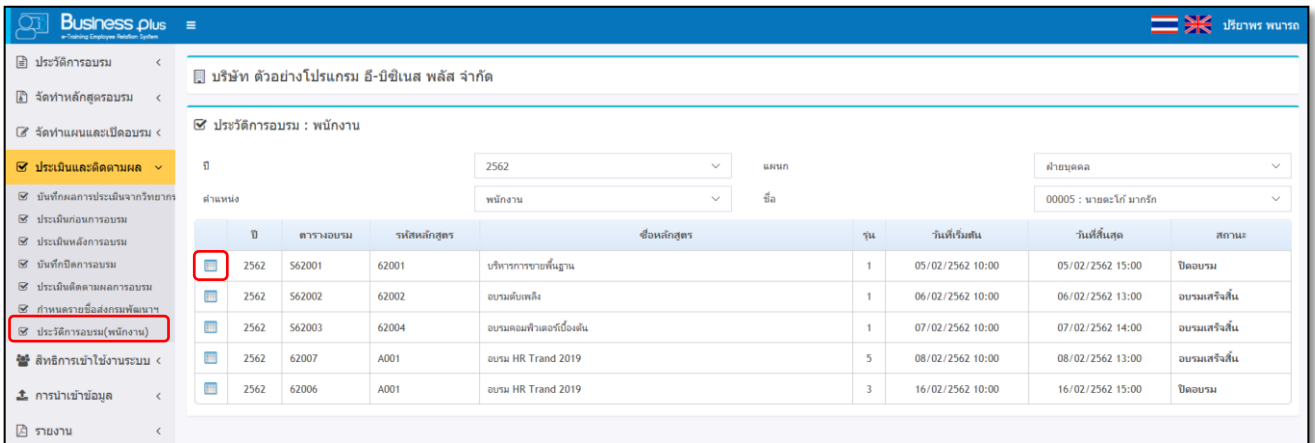 Business plus
e-Training Employee Relation System
ปรียาพร พนารถ
ประวัติการอบรม
จัดทำหลักสูตรอบรม
จัดทำแผนและเปิดอบรม
ประเมินและติดตามผล
บันทึกผลการประเมินจากวิทยากร
ประเมินก่อนการอบรม
ประเมินหลังการอบรม
บันทึกปิดการอบรม
ประเมินติดตามผลการอบรม
กำหนดรายชื่อส่งกรมพัฒนาฯ
ประวัติการอบรม(พนักงาน)
สิทธิการเข้าใช้งานระบบ
การนำเข้าข้อมูล
รายงาน
บริษัท ตัวอย่างโปรแกรม อี-บิซิเนส พลัส จำกัด
ประวัติการอบรม : พนักงาน
ปี 2562 แผนก ฝ่ายบุคคล
ตำแหน่ง พนักงาน ชื่อ 00005 : นายตะโก้ มากรัก
ปี ตารางอบรม รหัสหลักสูตร ชื่อหลักสูตร รุ่น วันที่เริ่มต้น วันที่สิ้นสุด สถานะ
2562 S62001 62001 บริหารการขายพื้นฐาน 1 05/02/2562 10:00 05/02/2562 15:00 ปิดอบรม
2562 S62002 62002 อบรมดับเพลิง 1 06/02/2562 10:00 06/02/2562 13:00 อบรมเสร็จสิ้น
2562 S62003 62004 อบรมคอมพิวเตอร์เบื้องต้น 1 07/02/2562 10:00 07/02/2562 14:00 อบรมเสร็จสิ้น
2562 62007 A001 อบรม HR Trand 2019 5 08/02/2562 10:00 08/02/2562 13:00 อบรมเสร็จสิ้น
2562 62006 A001 อบรม HR Trand 2019 3 16/02/2562 10:00 16/02/2562 15:00 ปิดอบรม